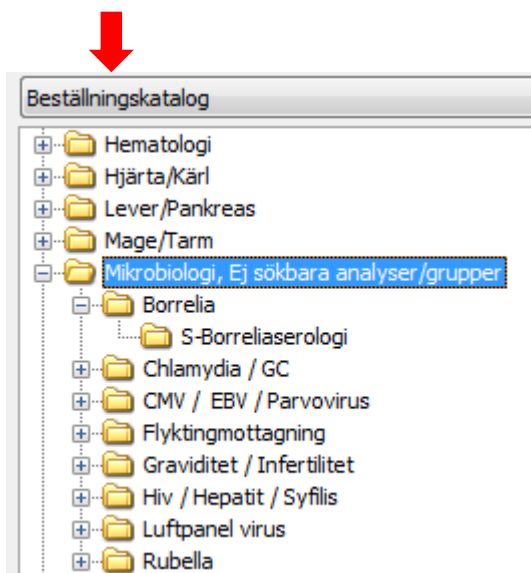 Beställningskatalog
Hematologi
Hjärta/Kärl
Lever/Pankreas
Mage/Tarm
Mikrobiologi, Ej sökbara analyser/grupper
Borrelia
S-Borreliaserologi
Chlamydia / GC
CMV / EBV / Parvovirus
Flyktingmottagning
Graviditet / Infertilitet
Hiv / Hepatit / Syfilis
Luftpanel virus
Rubella